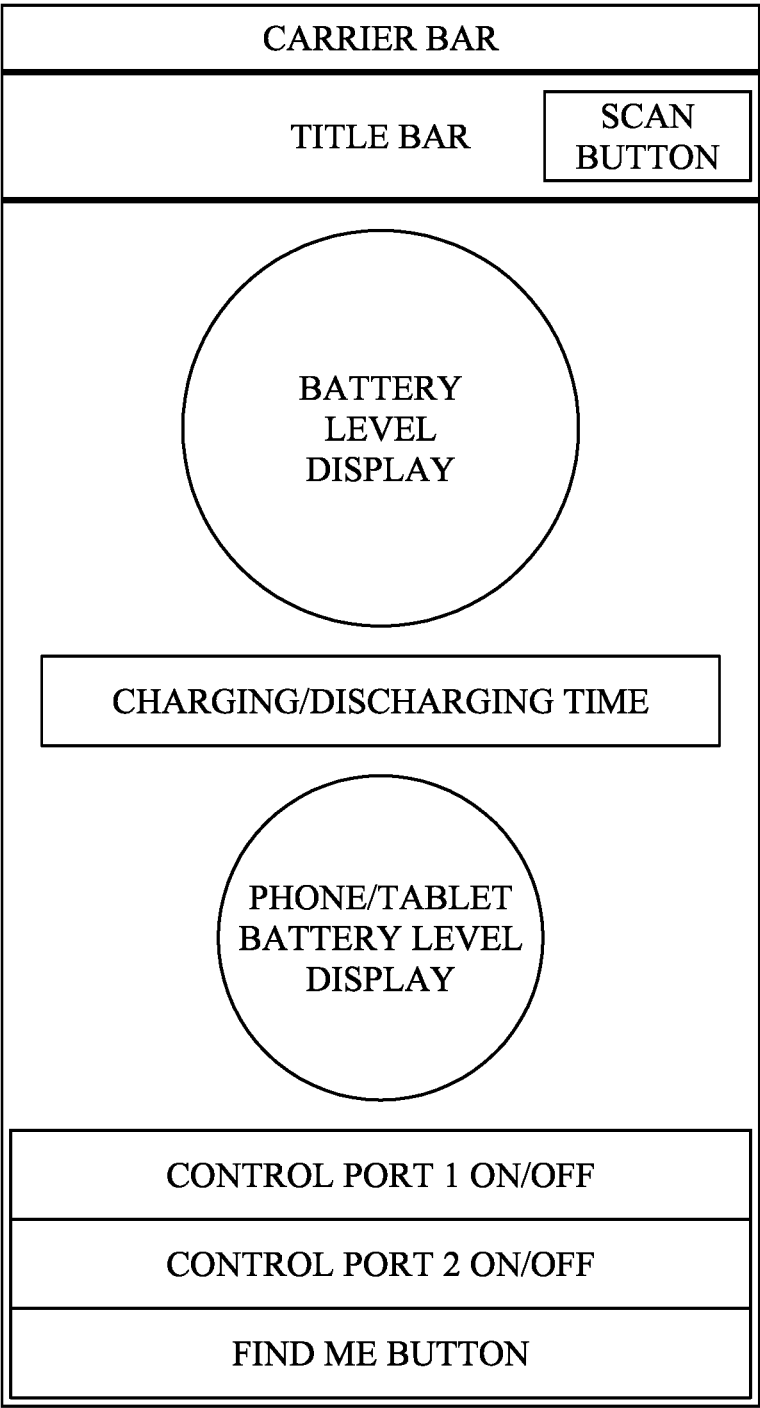 CARRIER BAR
TITLE BAR
SCAN
BUTTON
BATTERY
LEVEL
DISPLAY
CHARGING/DISCHARGING TIME
PHONE/TABLET
BATTERY LEVEL
DISPLAY
CONTROL PORT 1 ON/OFF
CONTROL PORT 2 ON/OFF
FIND ME BUTTON